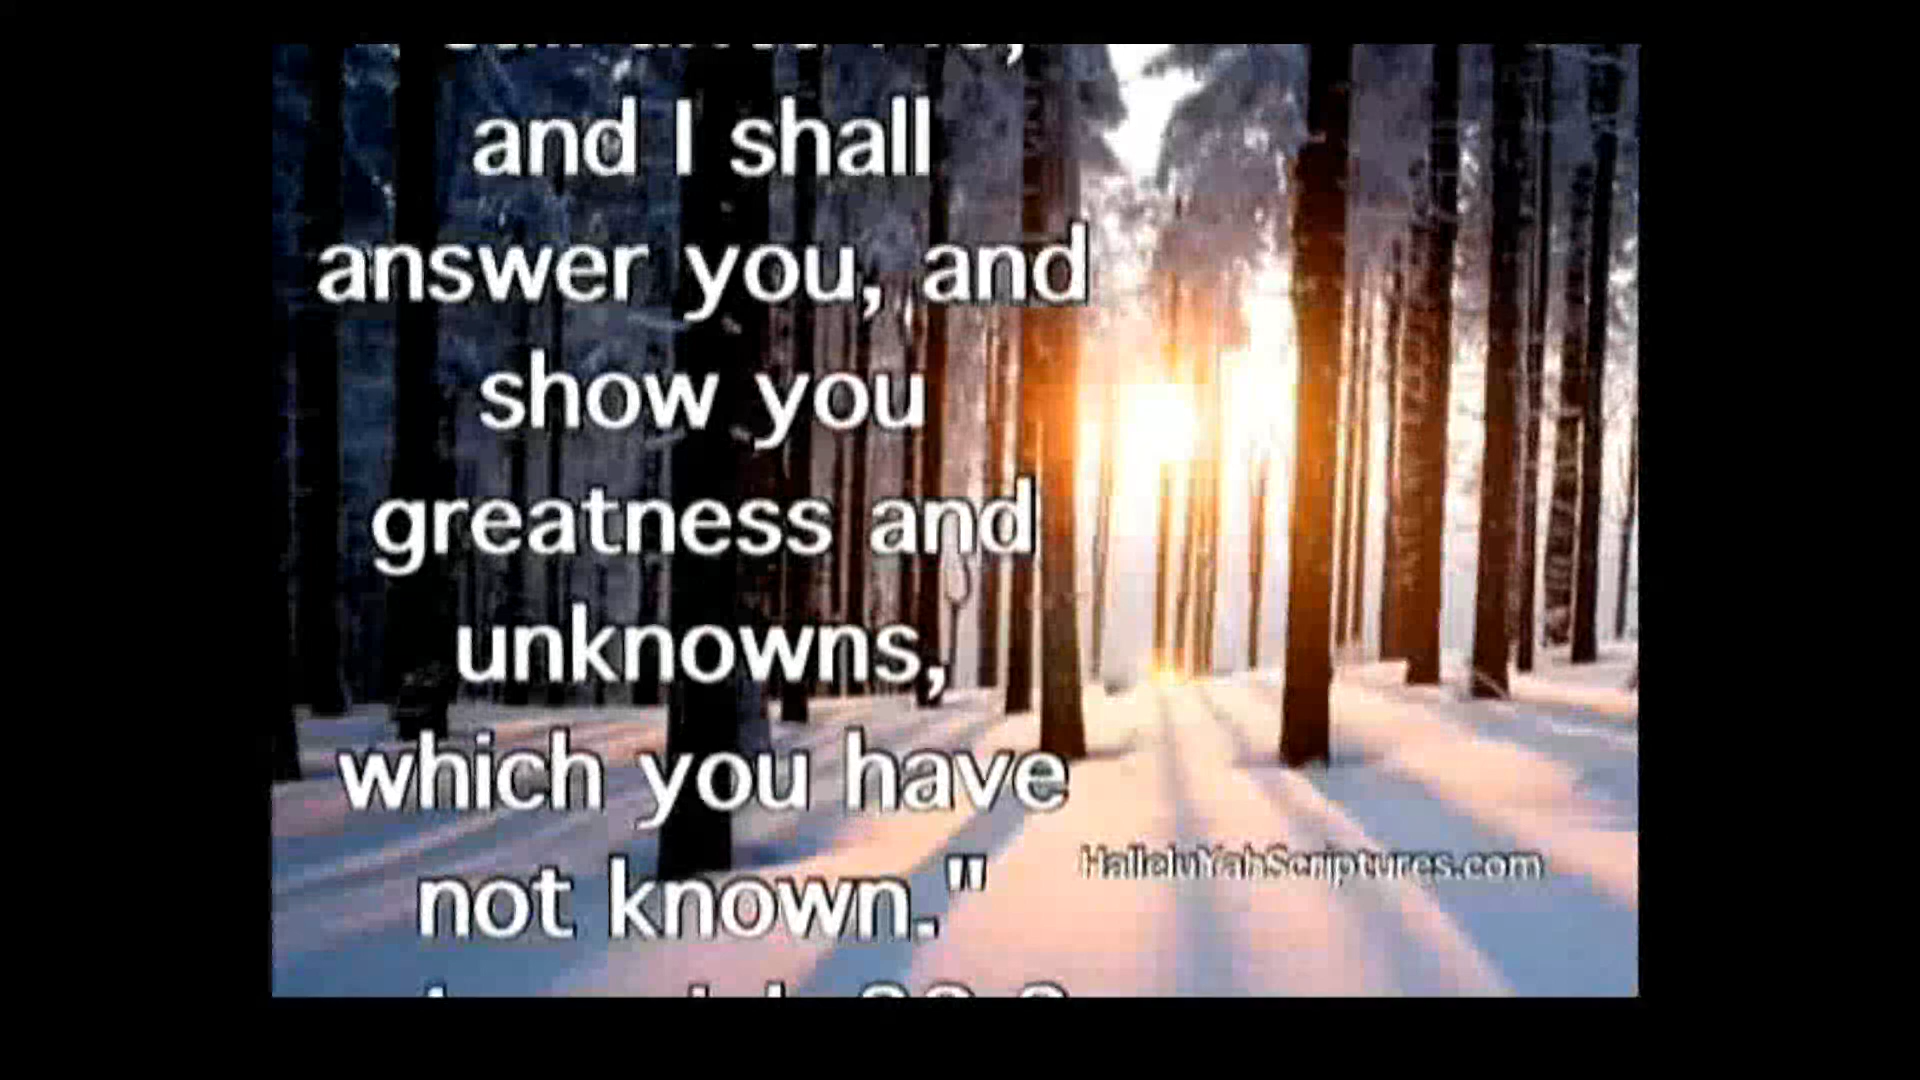 and I shall
answer you, and
show you
greatness and
unknowns,
which you have
not known."
HalleluYahScriptures.com